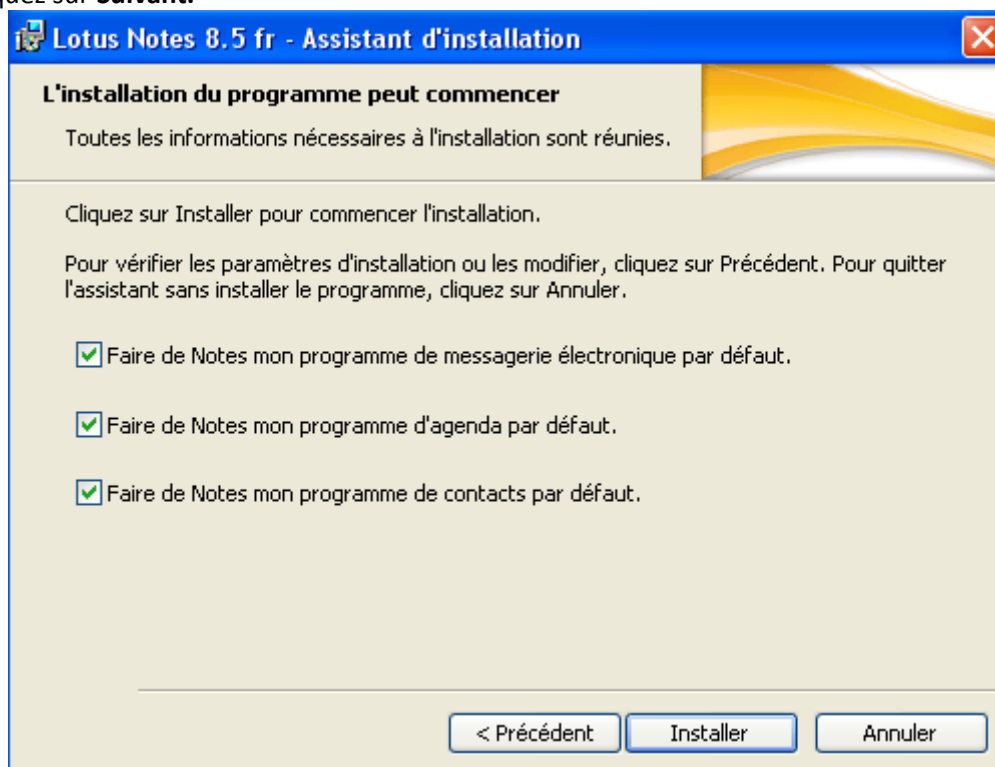 sur Suivant.
Lotus Notes 8.5 fr - Assistant d'installation
L'installation du programme peut commencer
Toutes les informations nécessaires à l'installation sont réunies.
Cliquez sur Installer pour commencer l'installation.
Pour vérifier les paramètres d'installation ou les modifier, cliquez sur Précédent. Pour quitter
l'assistant sans installer le programme, cliquez sur Annuler.
Faire de Notes mon programme de messagerie électronique par défaut.
Faire de Notes mon programme d'agenda par défaut.
Faire de Notes mon programme de contacts par défaut.
< Précédent Installer Annuler